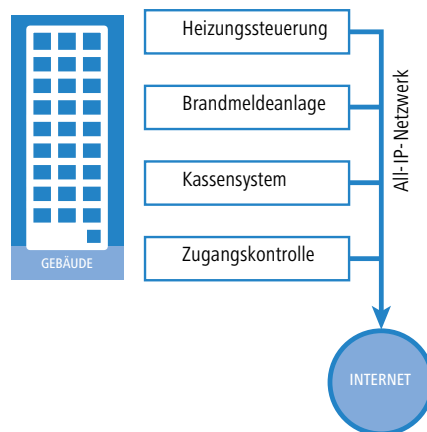 Heizungssteuerung
Brandmeldeanlage
Kassensystem
Zugangskontrolle
GEBÄUDE
All-IP-Netzwerk
INTERNET